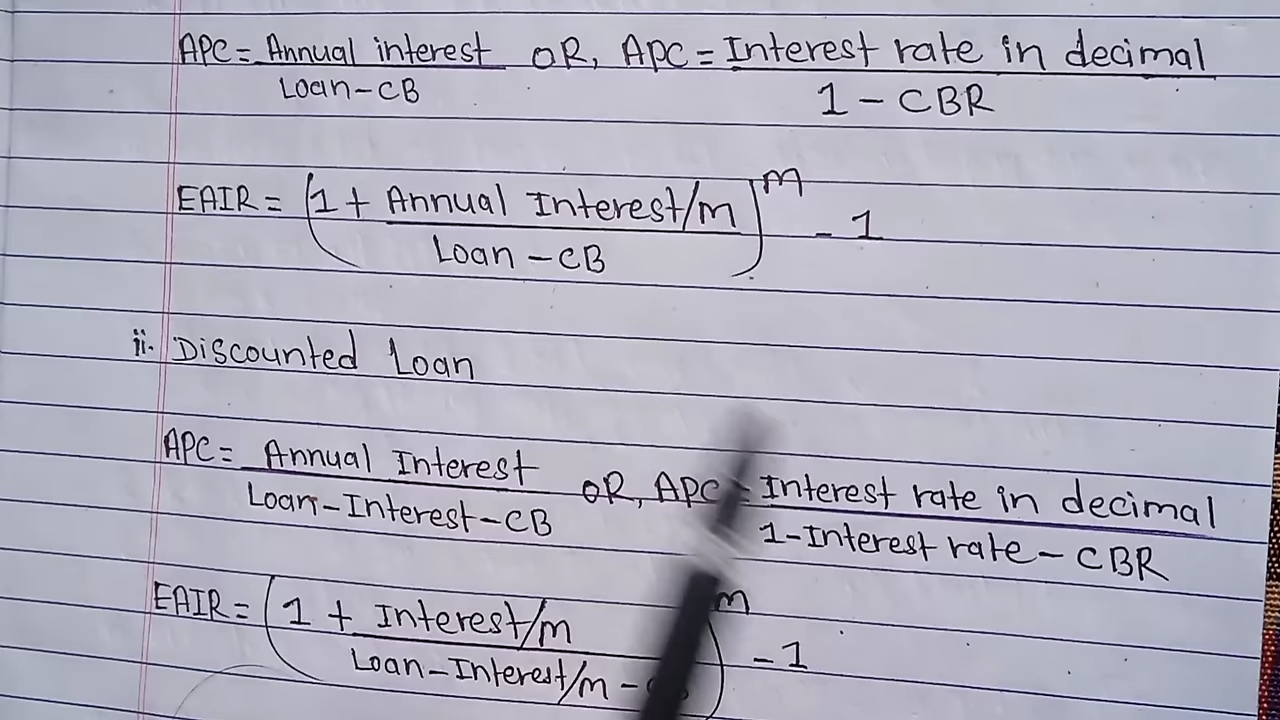 APC = Annual interest / Loan-CB OR, APC = Interest rate in decimal / 1 - CBR
EAIR = (1 + Annual Interest/m / Loan - CB)^m - 1
ii. Discounted Loan
APC = Annual Interest / Loan-Interest-CB OR, APC = Interest rate in decimal / 1-Interest rate - CBR
EAIR = (1 + Interest/m / Loan-Interest/m - )^m - 1